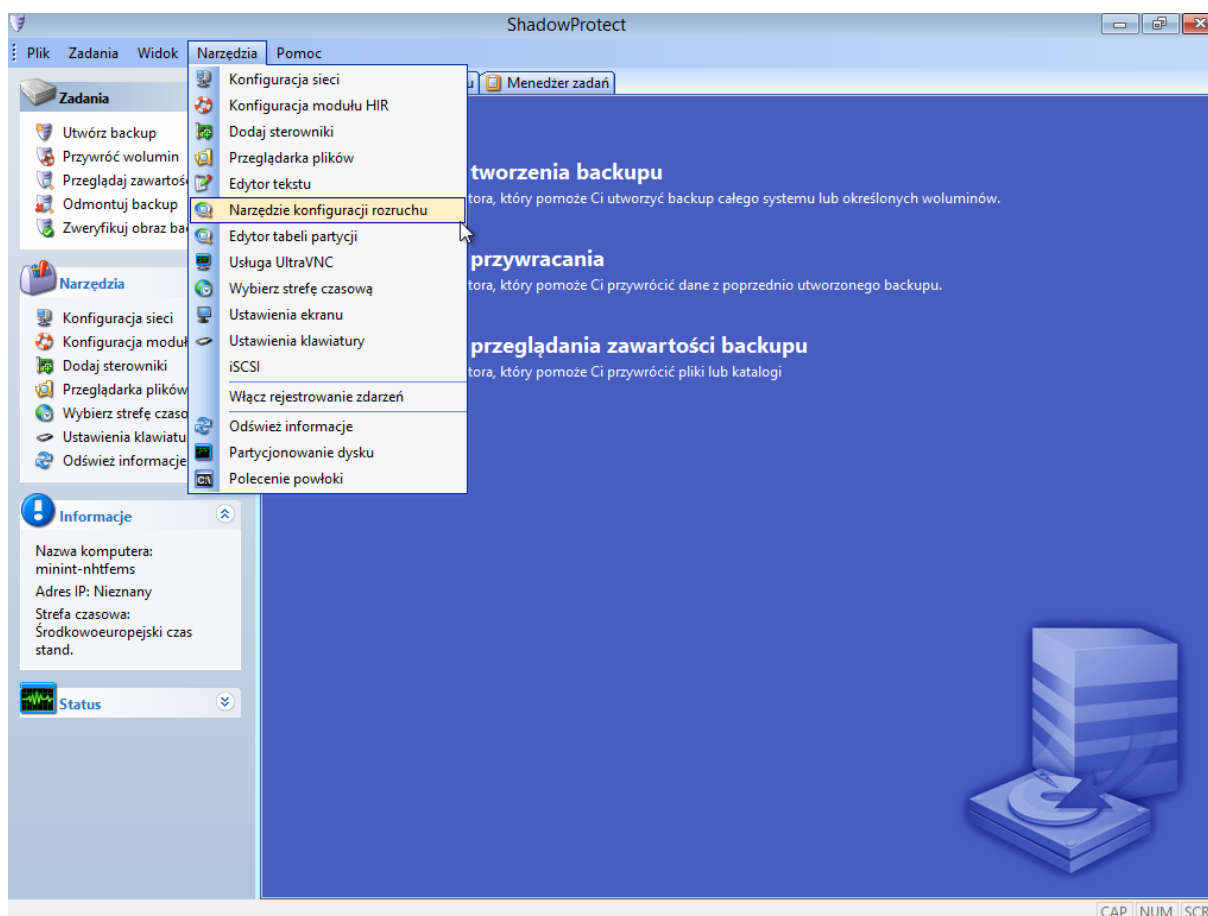 ShadowProtect
Plik Zadania Widok Narzędzia Pomoc
Menedżer zadań
Zadania
Utwórz backup
Przywróć wolumin
Przeglądaj
Odmontuj backup
Zweryfikuj obraz
Narzędzia
Konfiguracja sieci
Konfiguracja
Dodaj sterowniki
Przeglądarka plików
Wybierz strefę
Ustawienia
Odśwież informacje
Informacje
Nazwa komputera:
minint-nhtfems
Adres IP: Nieznany
Strefa czasowa:
Środkowoeuropejski czas
stand.
Status
Konfiguracja sieci
Konfiguracja modułu HIR
Dodaj sterowniki
Przeglądarka plików
Edytor tekstu
Narzędzie konfiguracji rozruchu
Edytor tabeli partycji
Usługa UltraVNC
Wybierz strefę czasową
Ustawienia ekranu
Ustawienia klawiatury
iSCSI
Włącz rejestrowanie zdarzeń
Odśwież informacje
Partycjonowanie dysku
Polecenie powłoki
tworzenia backupu
tora, który pomoże Ci utworzyć backup całego systemu lub określonych woluminów.
przywracania
tora, który pomoże Ci przywrócić dane z poprzednio utworzonego backupu.
przeglądania zawartości backupu
tora, który pomoże Ci przywrócić pliki lub katalogi
CAP NUM SCR